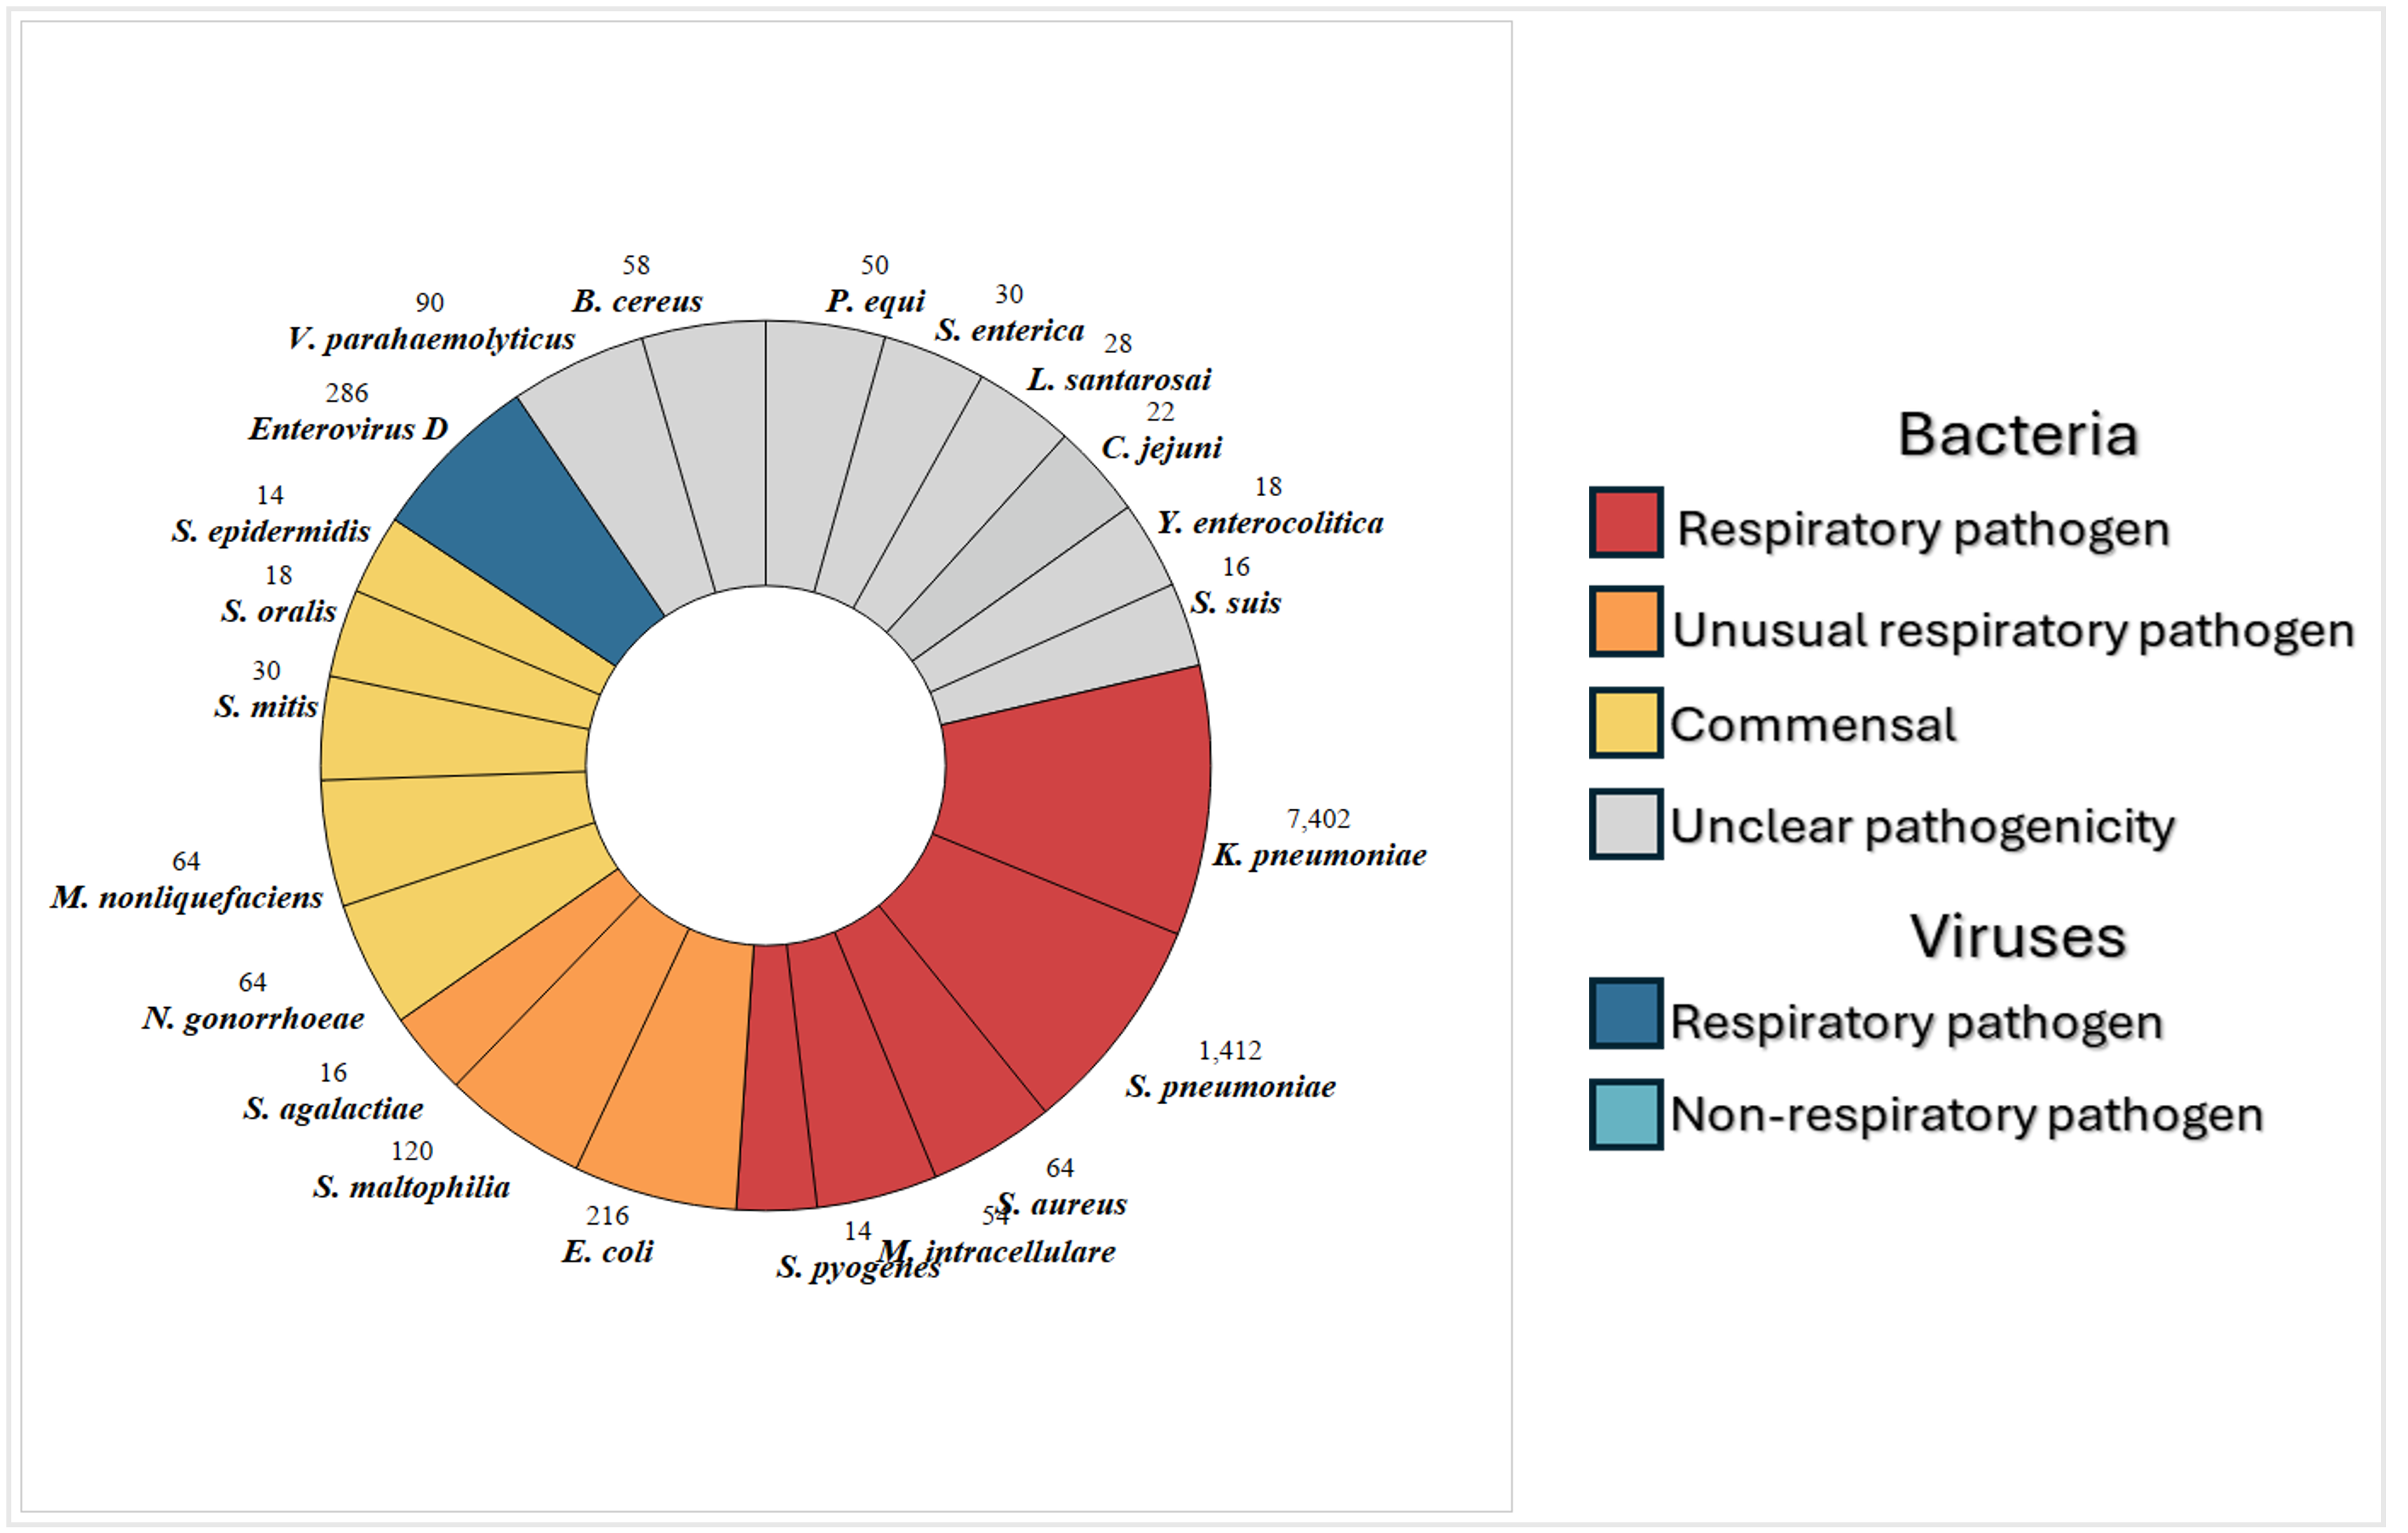 58
B. cereus
50
P. equi
30
S. enterica
28
L. santarosai
22
C. jejuni
18
Y. enterocolitica
16
S. suis
7,402
K. pneumoniae
1,412
S. pneumoniae
64
S. aureus
54
M. intracellulare
14
S. pyogenes
216
E. coli
120
S. maltophilia
16
S. agalactiae
64
N. gonorrhoeae
64
M. nonliquefaciens
30
S. mitis
18
S. oralis
14
S. epidermidis
286
Enterovirus D
90
V. parahaemolyticus
Bacteria
Respiratory pathogen
Unusual respiratory pathogen
Commensal
Unclear pathogenicity
Viruses
Respiratory pathogen
Non-respiratory pathogen